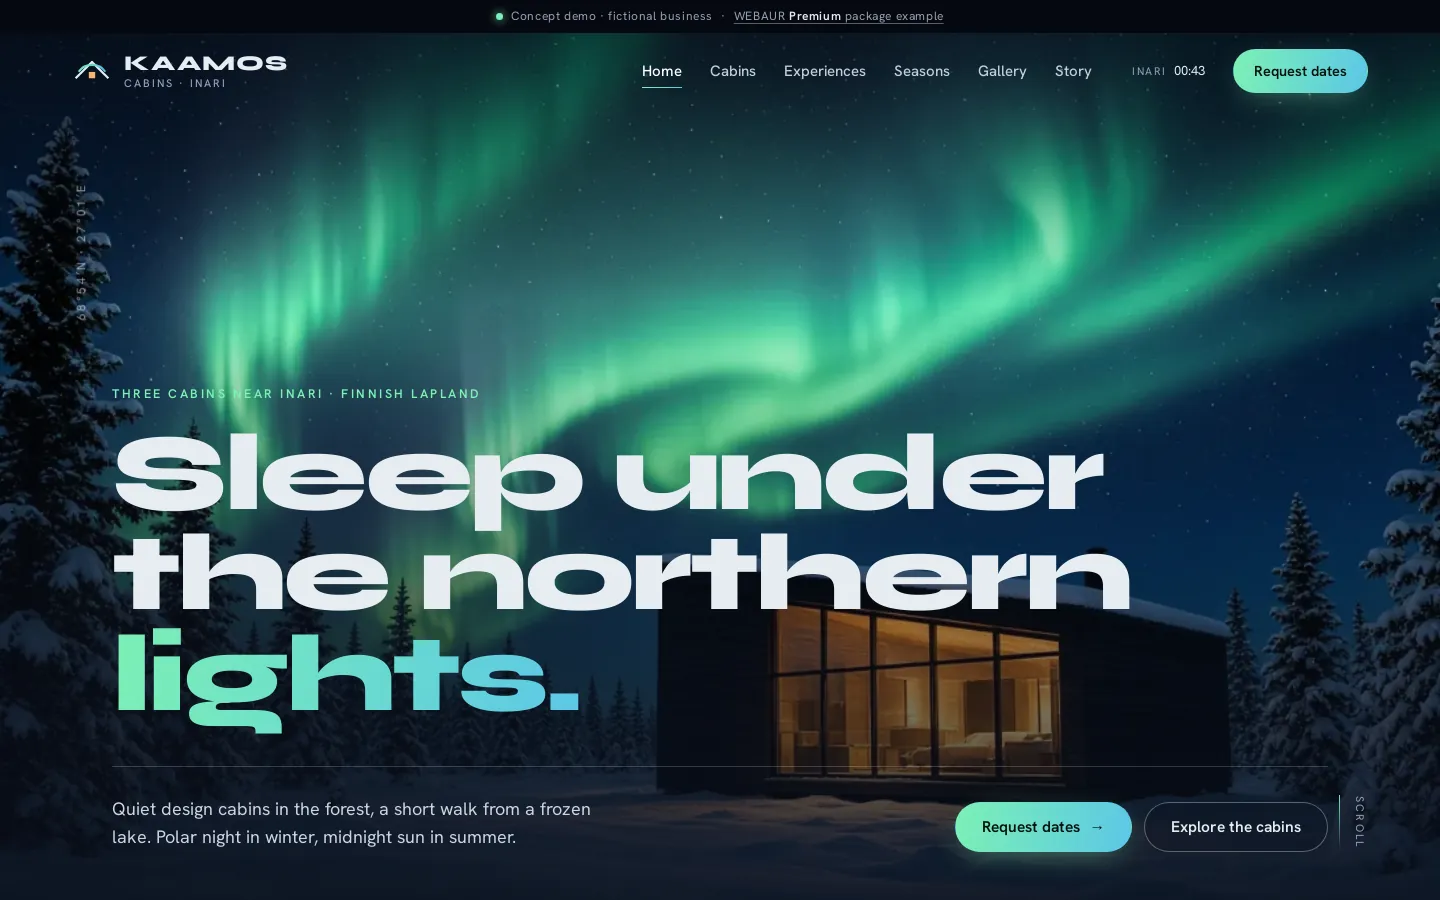 Concept demo · fictional business · WEBAUR Premium package example
KAAMOS
CABINS · INARI
Home Cabins Experiences Seasons Gallery Story INARI 00:43 Request dates
68°54′N · 27°01′E
THREE CABINS NEAR INARI · FINNISH LAPLAND
Sleep under
the northern
lights.
Quiet design cabins in the forest, a short walk from a frozen
lake. Polar night in winter, midnight sun in summer.
Request dates →
Explore the cabins
SCROLL